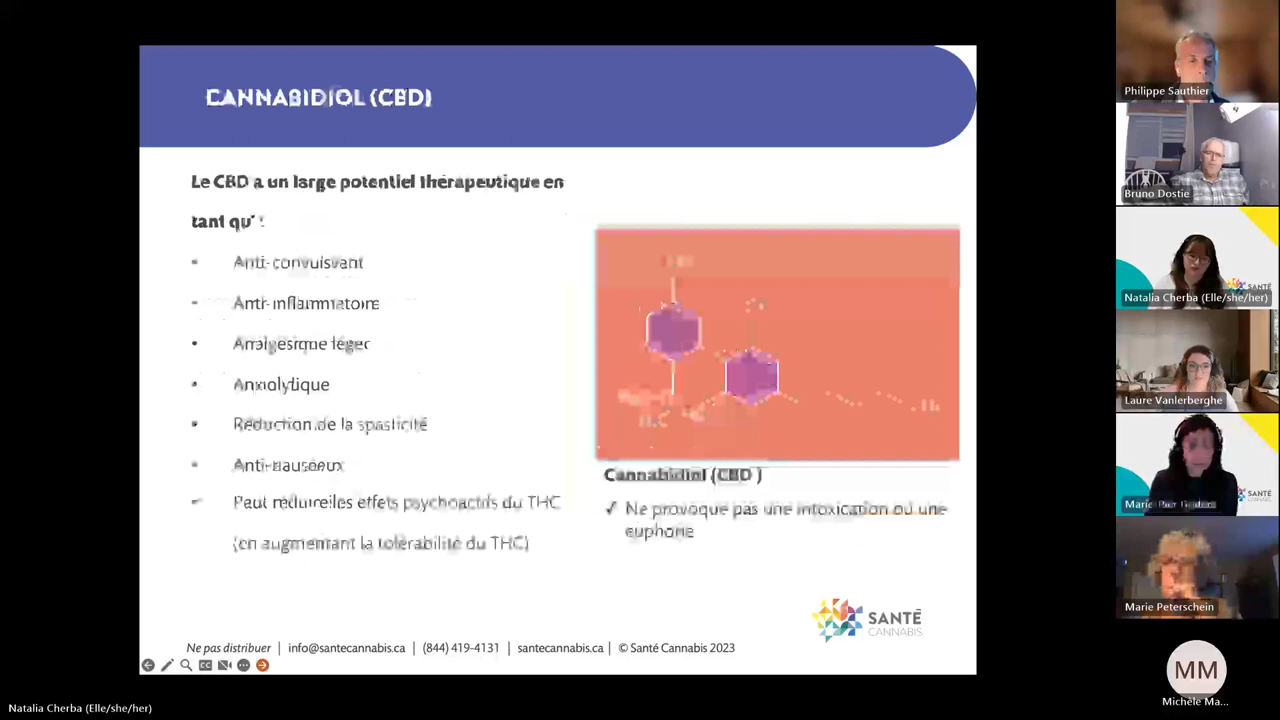 CANNABIDIOL (CBD)
Le CBD a un large potentiel thérapeutique en
tant qu' :
- Anti-convulsivant
- Anti-inflammatoire
• Analgésique léger
• Anxiolytique
• Réduction de la spasticité
- Anti-nauséeux
- Peut réduire les effets psychoactifs du THC
(en augmentant la tolérabilité du THC)
Cannabidiol (CBD )
✓ Ne provoque pas une intoxication ou une
euphorie
SANTÉ
CANNABIS
Ne pas distribuer | info@santecannabis.ca | (844) 419-4131 | santecannabis.ca | © Santé Cannabis 2023
Philippe Sauthier
Bruno Dostie
Natalia Cherba (Elle/she/her)
Laure Vanlerberghe
Marie Peterschein
MM
Michèle Ma...
Natalia Cherba (Elle/she/her)